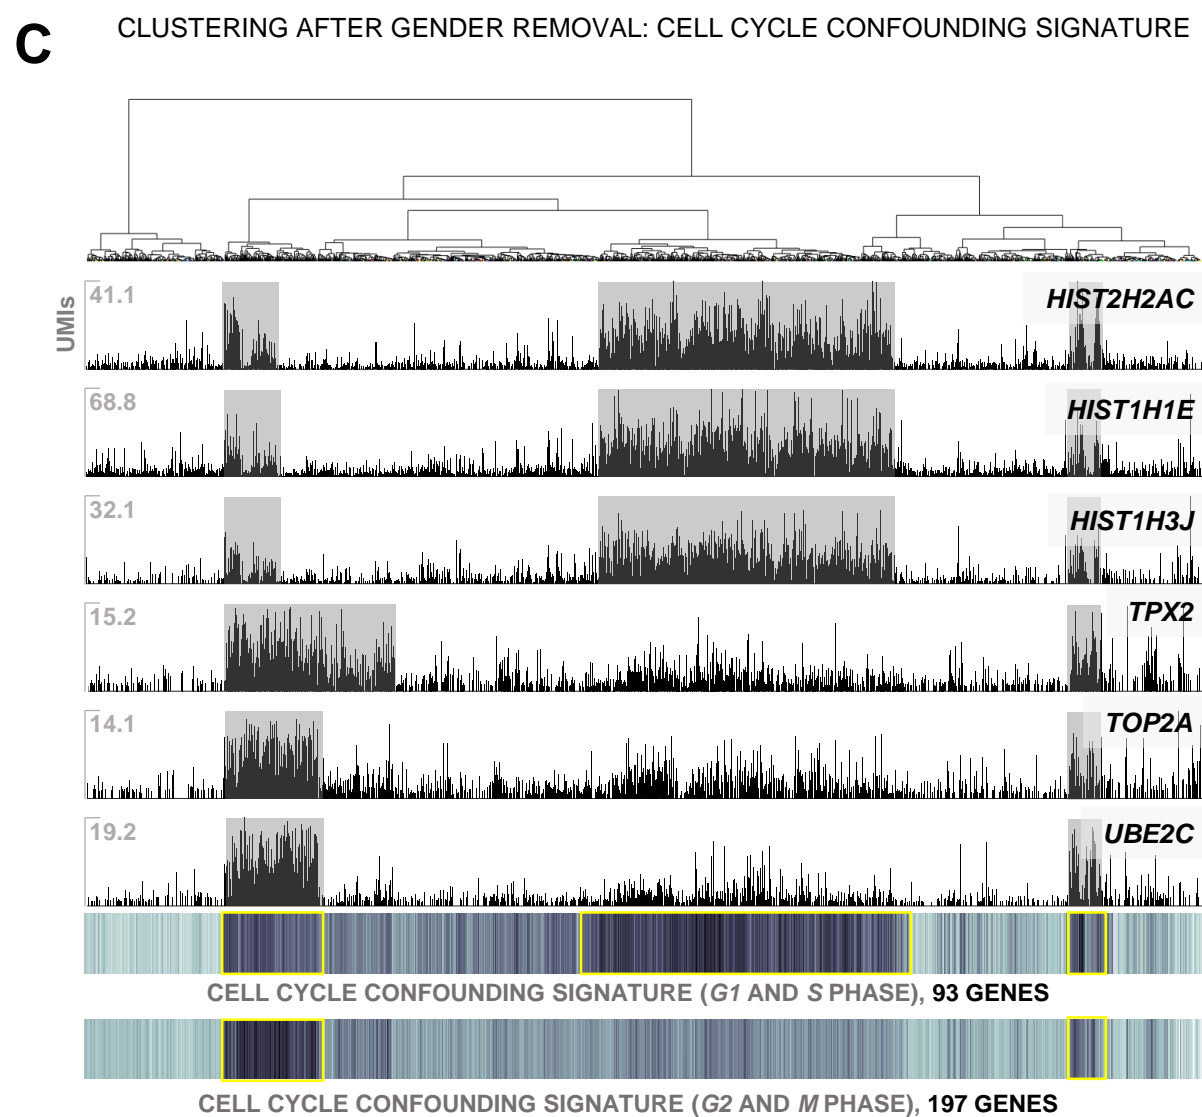 C
CLUSTERING AFTER GENDER REMOVAL: CELL CYCLE CONFOUNDING SIGNATURE
UMIs
41.1
HIST2H2AC
68.8
HIST1H1E
32.1
HIST1H3J
15.2
TPX2
14.1
TOP2A
19.2
UBE2C
CELL CYCLE CONFOUNDING SIGNATURE (G1 AND S PHASE), 93 GENES
CELL CYCLE CONFOUNDING SIGNATURE (G2 AND M PHASE), 197 GENES